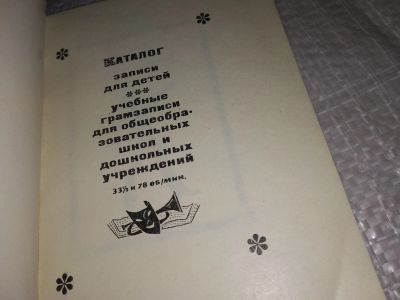 Каталог
записи
для детей
***
учебные
грамзаписи
для общеобра-
зовательных
школ и
дошкольных
учреждений
33⅓ и 78 об/мин.